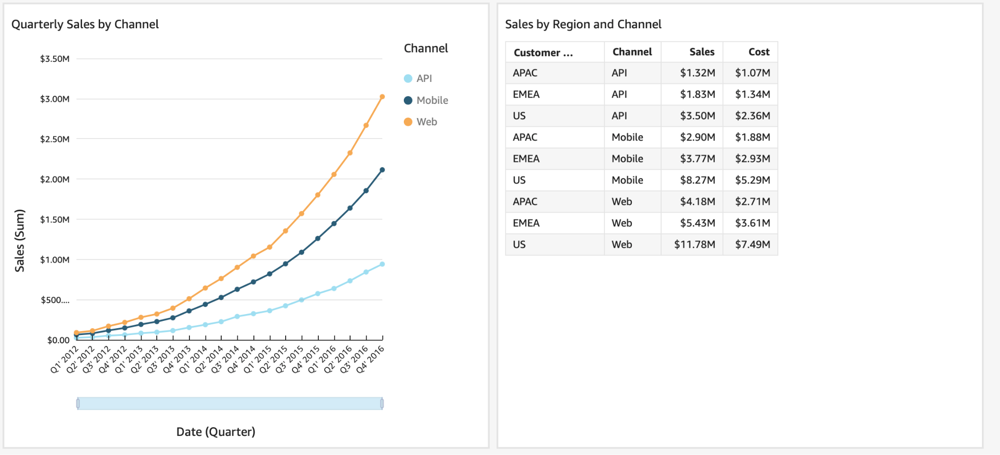 Quarterly Sales by Channel
Channel
API
Mobile
Web
$3.50M
$3.00M
$2.50M
$2.00M
$1.50M
$1.00M
$500....
$0.00
Sales (Sum)
Q1' 2012
Q2' 2012
Q3' 2012
Q4' 2012
Q1' 2013
Q2' 2013
Q3' 2013
Q4' 2013
Q1' 2014
Q2' 2014
Q3' 2014
Q4' 2014
Q1' 2015
Q2' 2015
Q3' 2015
Q4' 2015
Q1' 2016
Q2' 2016
Q3' 2016
Q4' 2016
Date (Quarter)
Sales by Region and Channel
Customer ... Channel Sales Cost
APAC API $1.32M $1.07M
EMEA API $1.83M $1.34M
US API $3.50M $2.36M
APAC Mobile $2.90M $1.88M
EMEA Mobile $3.77M $2.93M
US Mobile $8.27M $5.29M
APAC Web $4.18M $2.71M
EMEA Web $5.43M $3.61M
US Web $11.78M $7.49M